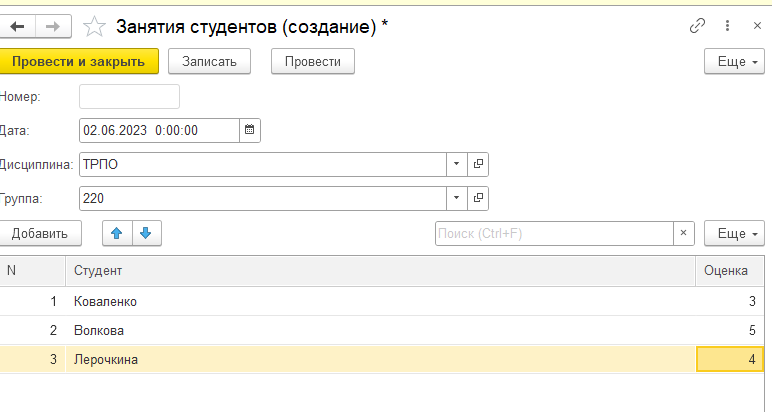 Занятия студентов (создание) *
Провести и закрыть Записать Провести Еще
Номер:
Дата: 02.06.2023 0:00:00
Дисциплина: ТРПО
Группа: 220
Добавить Поиск (Ctrl+F) × Еще
N Студент Оценка
1 Коваленко 3
2 Волкова 5
3 Лерочкина 4